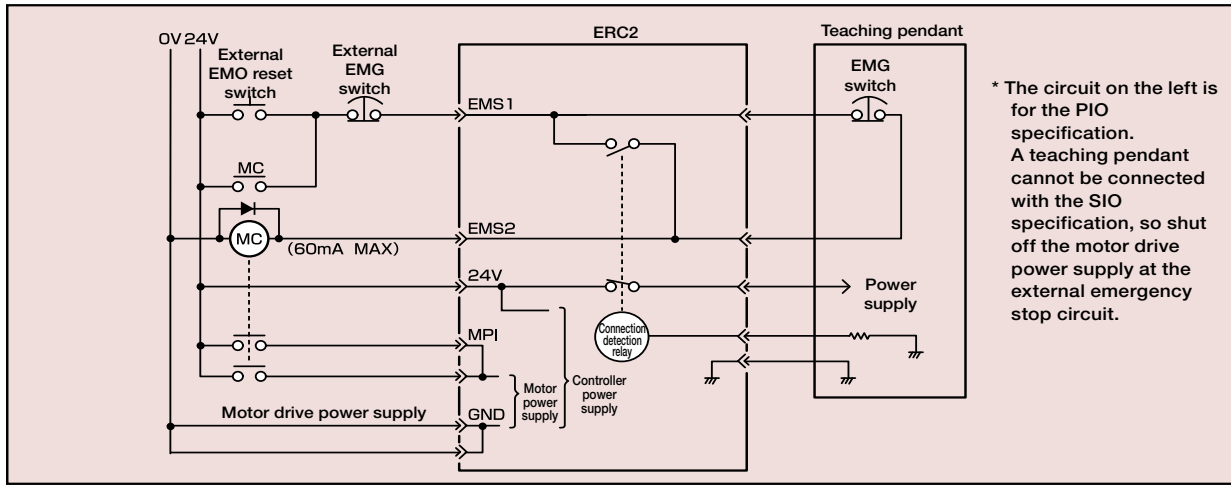 0V 24V
External
EMO reset
switch
External
EMG
switch
ERC2
Teaching pendant
EMG
switch
EMS1
MC
MC
(60mA MAX)
EMS2
24V
Power
supply
Connection
detection
relay
MPI
Motor
power
supply
Controller
power
supply
Motor drive power supply
GND
* The circuit on the left is
for the PIO
specification.
A teaching pendant
cannot be connected
with the SIO
specification, so shut
off the motor drive
power supply at the
external emergency
stop circuit.